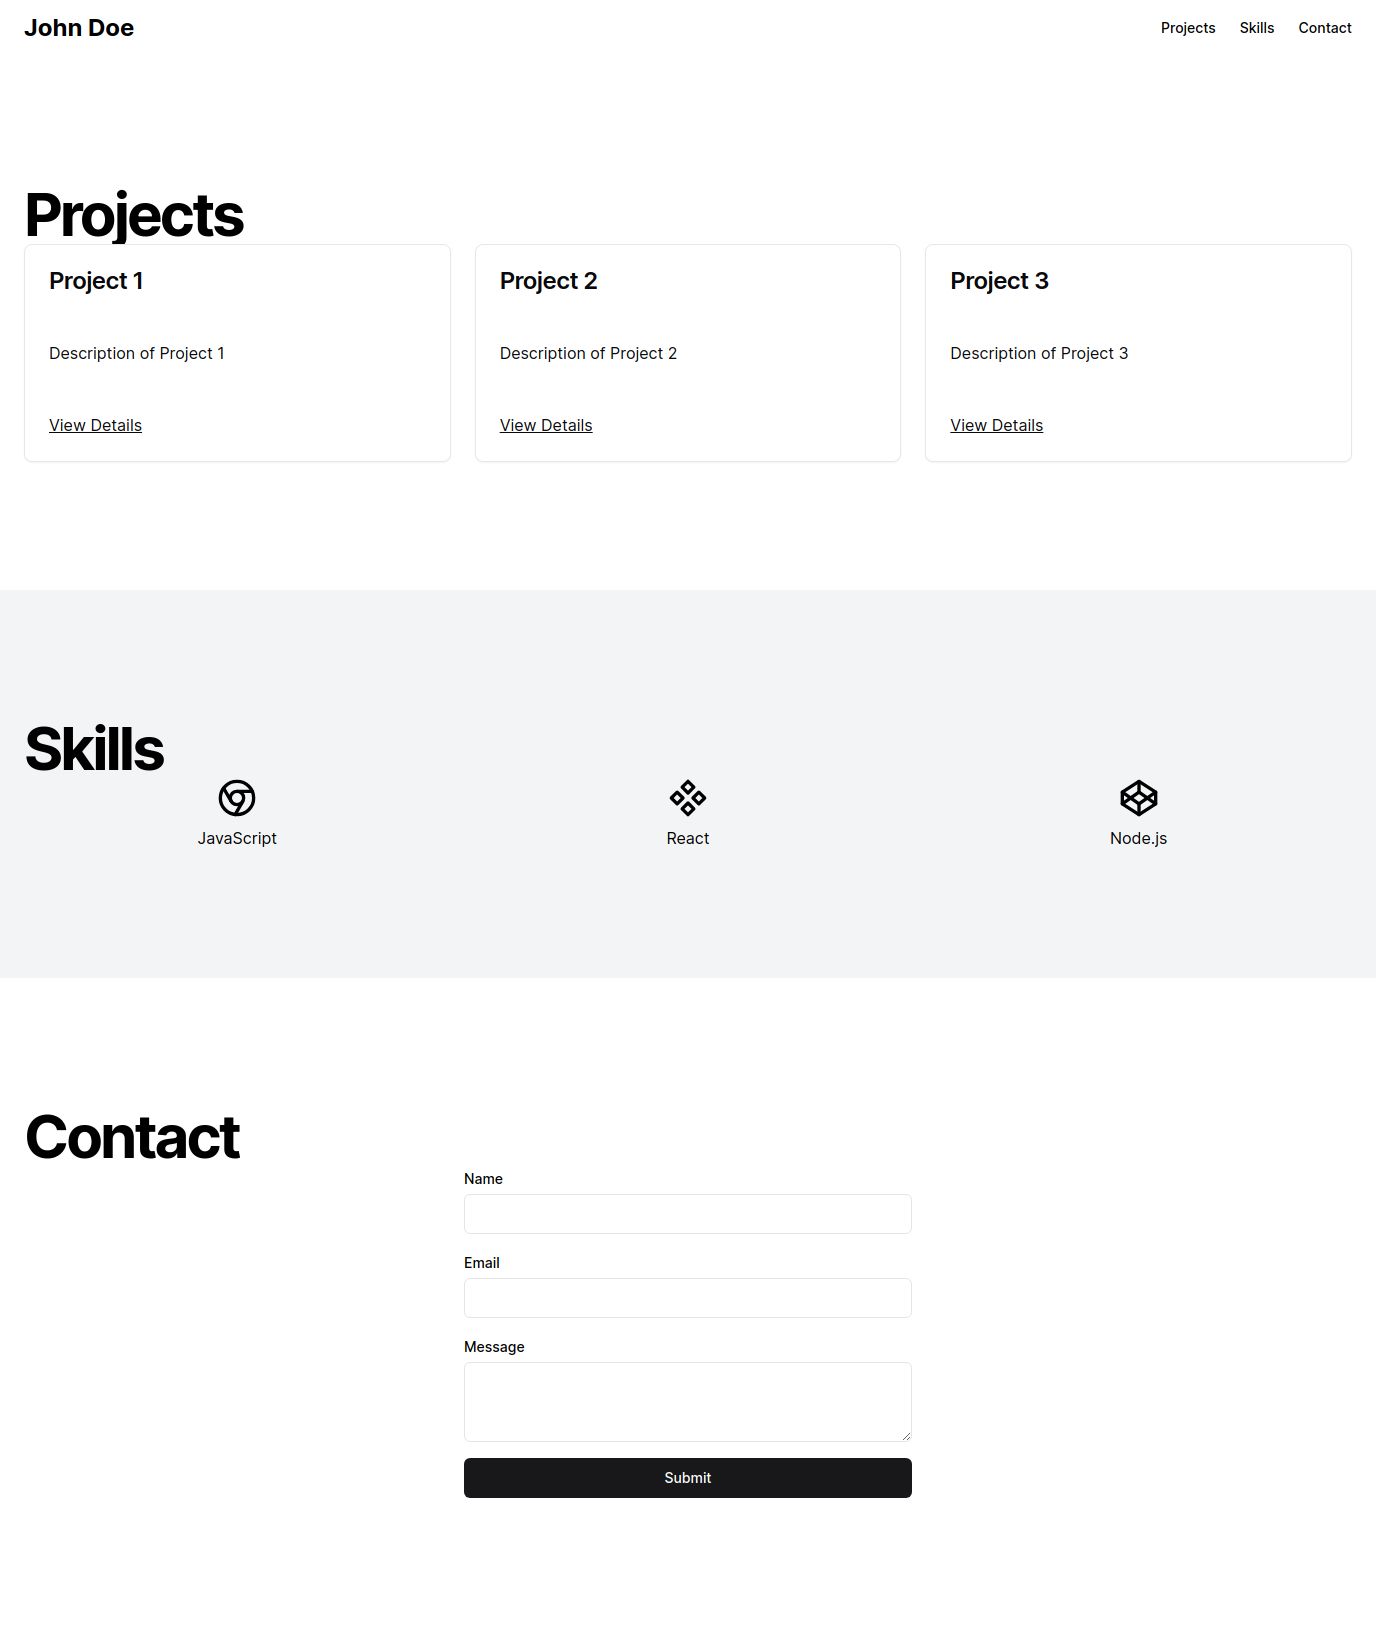 John Doe
Projects Skills Contact
Projects
Project 1
Description of Project 1
View Details
Project 2
Description of Project 2
View Details
Project 3
Description of Project 3
View Details
Skills
JavaScript
React
Node.js
Contact
Name
Email
Message
Submit